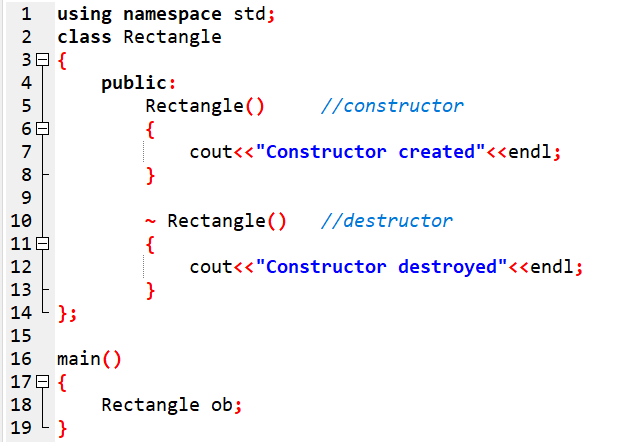 1 using namespace std;
2 class Rectangle
3 {
4 public:
5 Rectangle() //constructor
6 {
7 cout<<"Constructor created"<<endl;
8 }
9
10 ~ Rectangle() //destructor
11 {
12 cout<<"Constructor destroyed"<<endl;
13 }
14 };
15
16 main()
17 {
18 Rectangle ob;
19 }